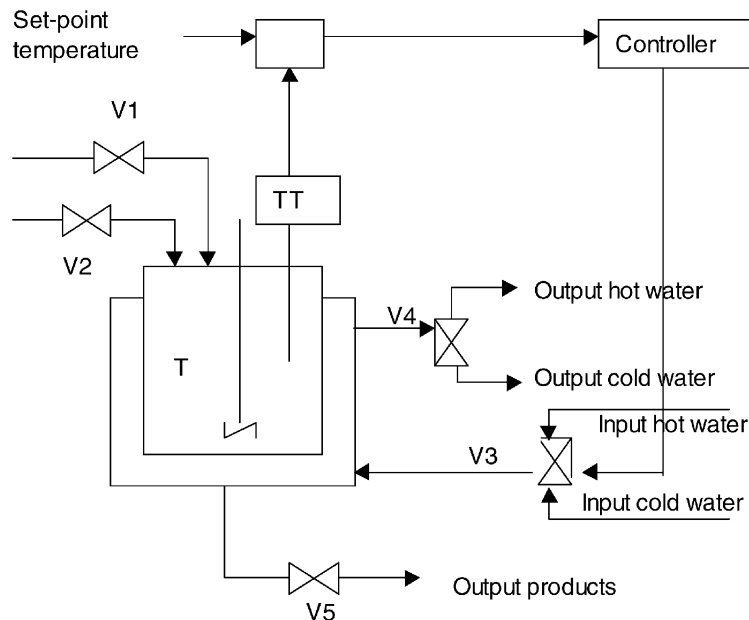 Set-point
temperature
Controller
V1
TT
V2
Output hot water
V4
T
Output cold water
Input hot water
V3
Input cold water
Output products
V5